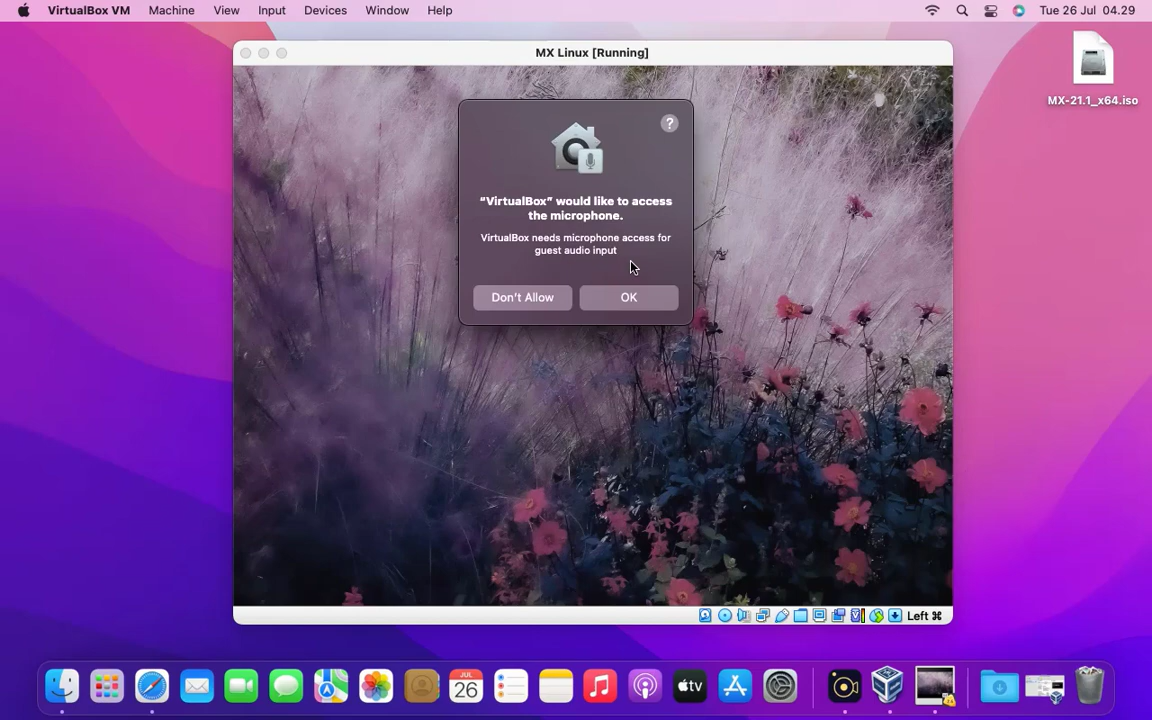 VirtualBox VM Machine View Input Devices Window Help Tue 26 Jul 04.29
MX Linux [Running]
MX-21.1_x64.iso
?
“VirtualBox” would like to access
the microphone.
VirtualBox needs microphone access for
guest audio input
Don't Allow OK
Left ⌘
JUL
26
tv